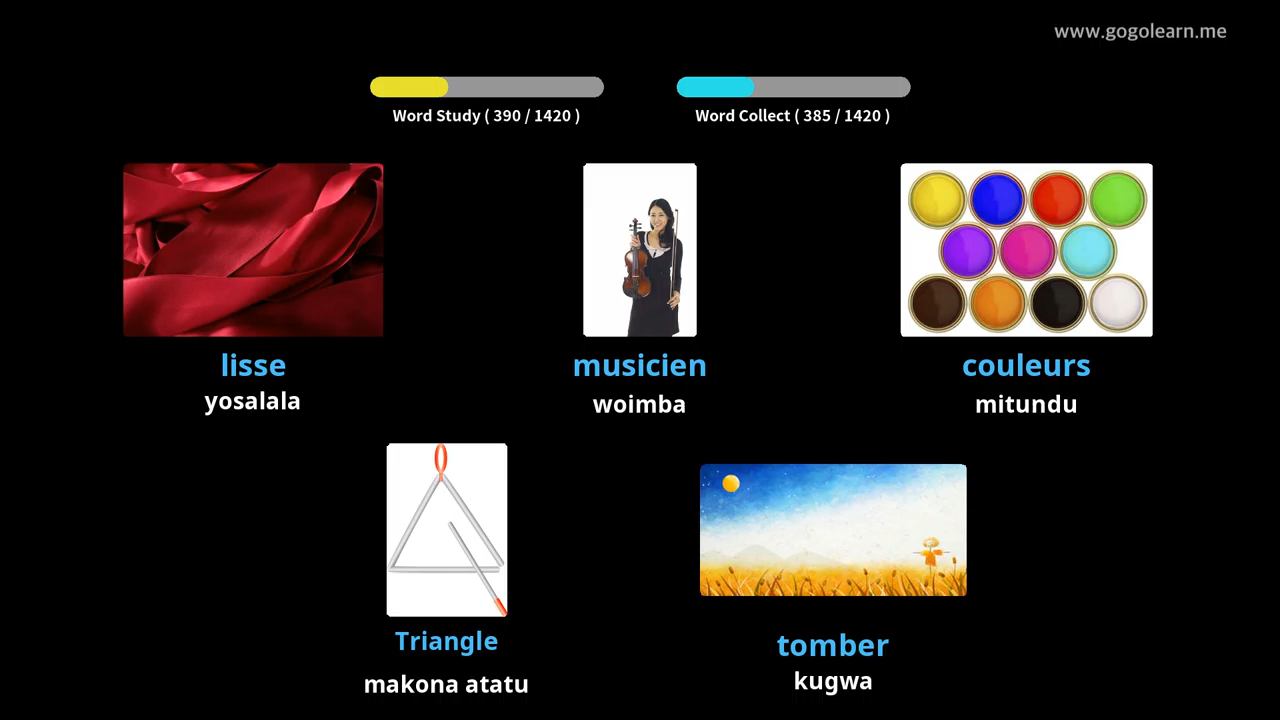 www.gogolearn.me
Word Study ( 390 / 1420 )
Word Collect ( 385 / 1420 )
lisse
yosalala
musicien
woimba
couleurs
mitundu
Triangle
makona atatu
tomber
kugwa